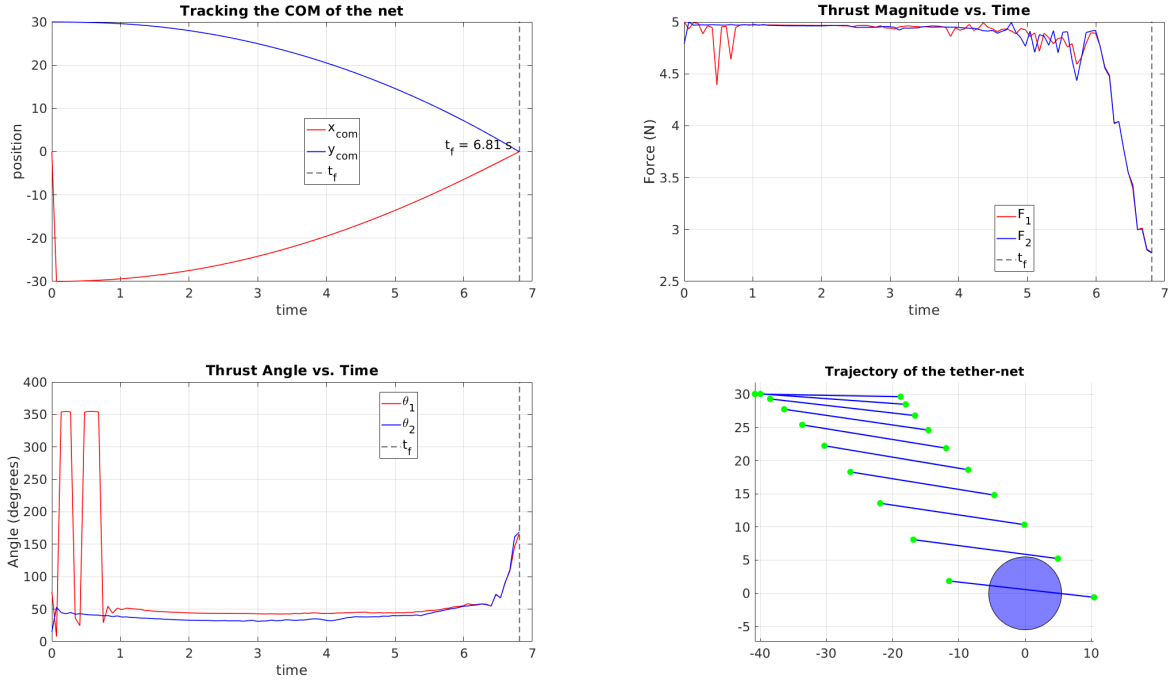 Tracking the COM of the net
position
30
20
10
0
-10
-20
-30
x_com
y_com
t_f
t_f = 6.81 s
0 1 2 3 4 5 6 7
time
Thrust Magnitude vs. Time
Force (N)
5
4.5
4
3.5
3
2.5
F_1
F_2
t_f
0 1 2 3 4 5 6 7
time
Thrust Angle vs. Time
Angle (degrees)
400
350
300
250
200
150
100
50
0
θ_1
θ_2
t_f
0 1 2 3 4 5 6 7
time
Trajectory of the tether-net
30
25
20
15
10
5
0
-5
-40 -30 -20 -10 0 10